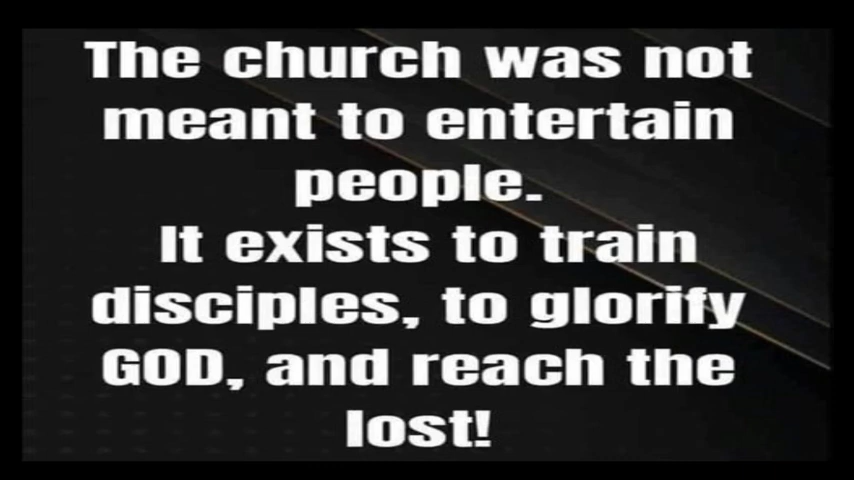 The church was not
meant to entertain
people.
It exists to train
disciples, to glorify
GOD, and reach the
lost!